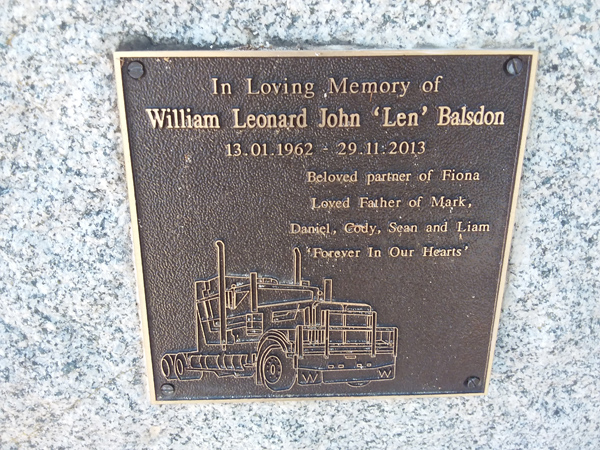 In Loving Memory of
William Leonard John 'Len' Balsdon
13.01.1962 - 29.11.2013
Beloved partner of Fiona
Loved Father of Mark,
Daniel, Cody, Sean and Liam
'Forever In Our Hearts'
W W